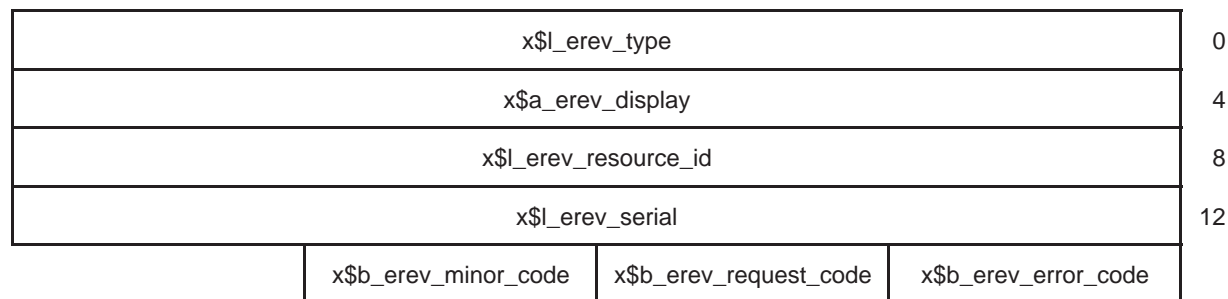 x$l_erev_type 0
x$a_erev_display 4
x$l_erev_resource_id 8
x$l_erev_serial 12
x$b_erev_minor_code x$b_erev_request_code x$b_erev_error_code